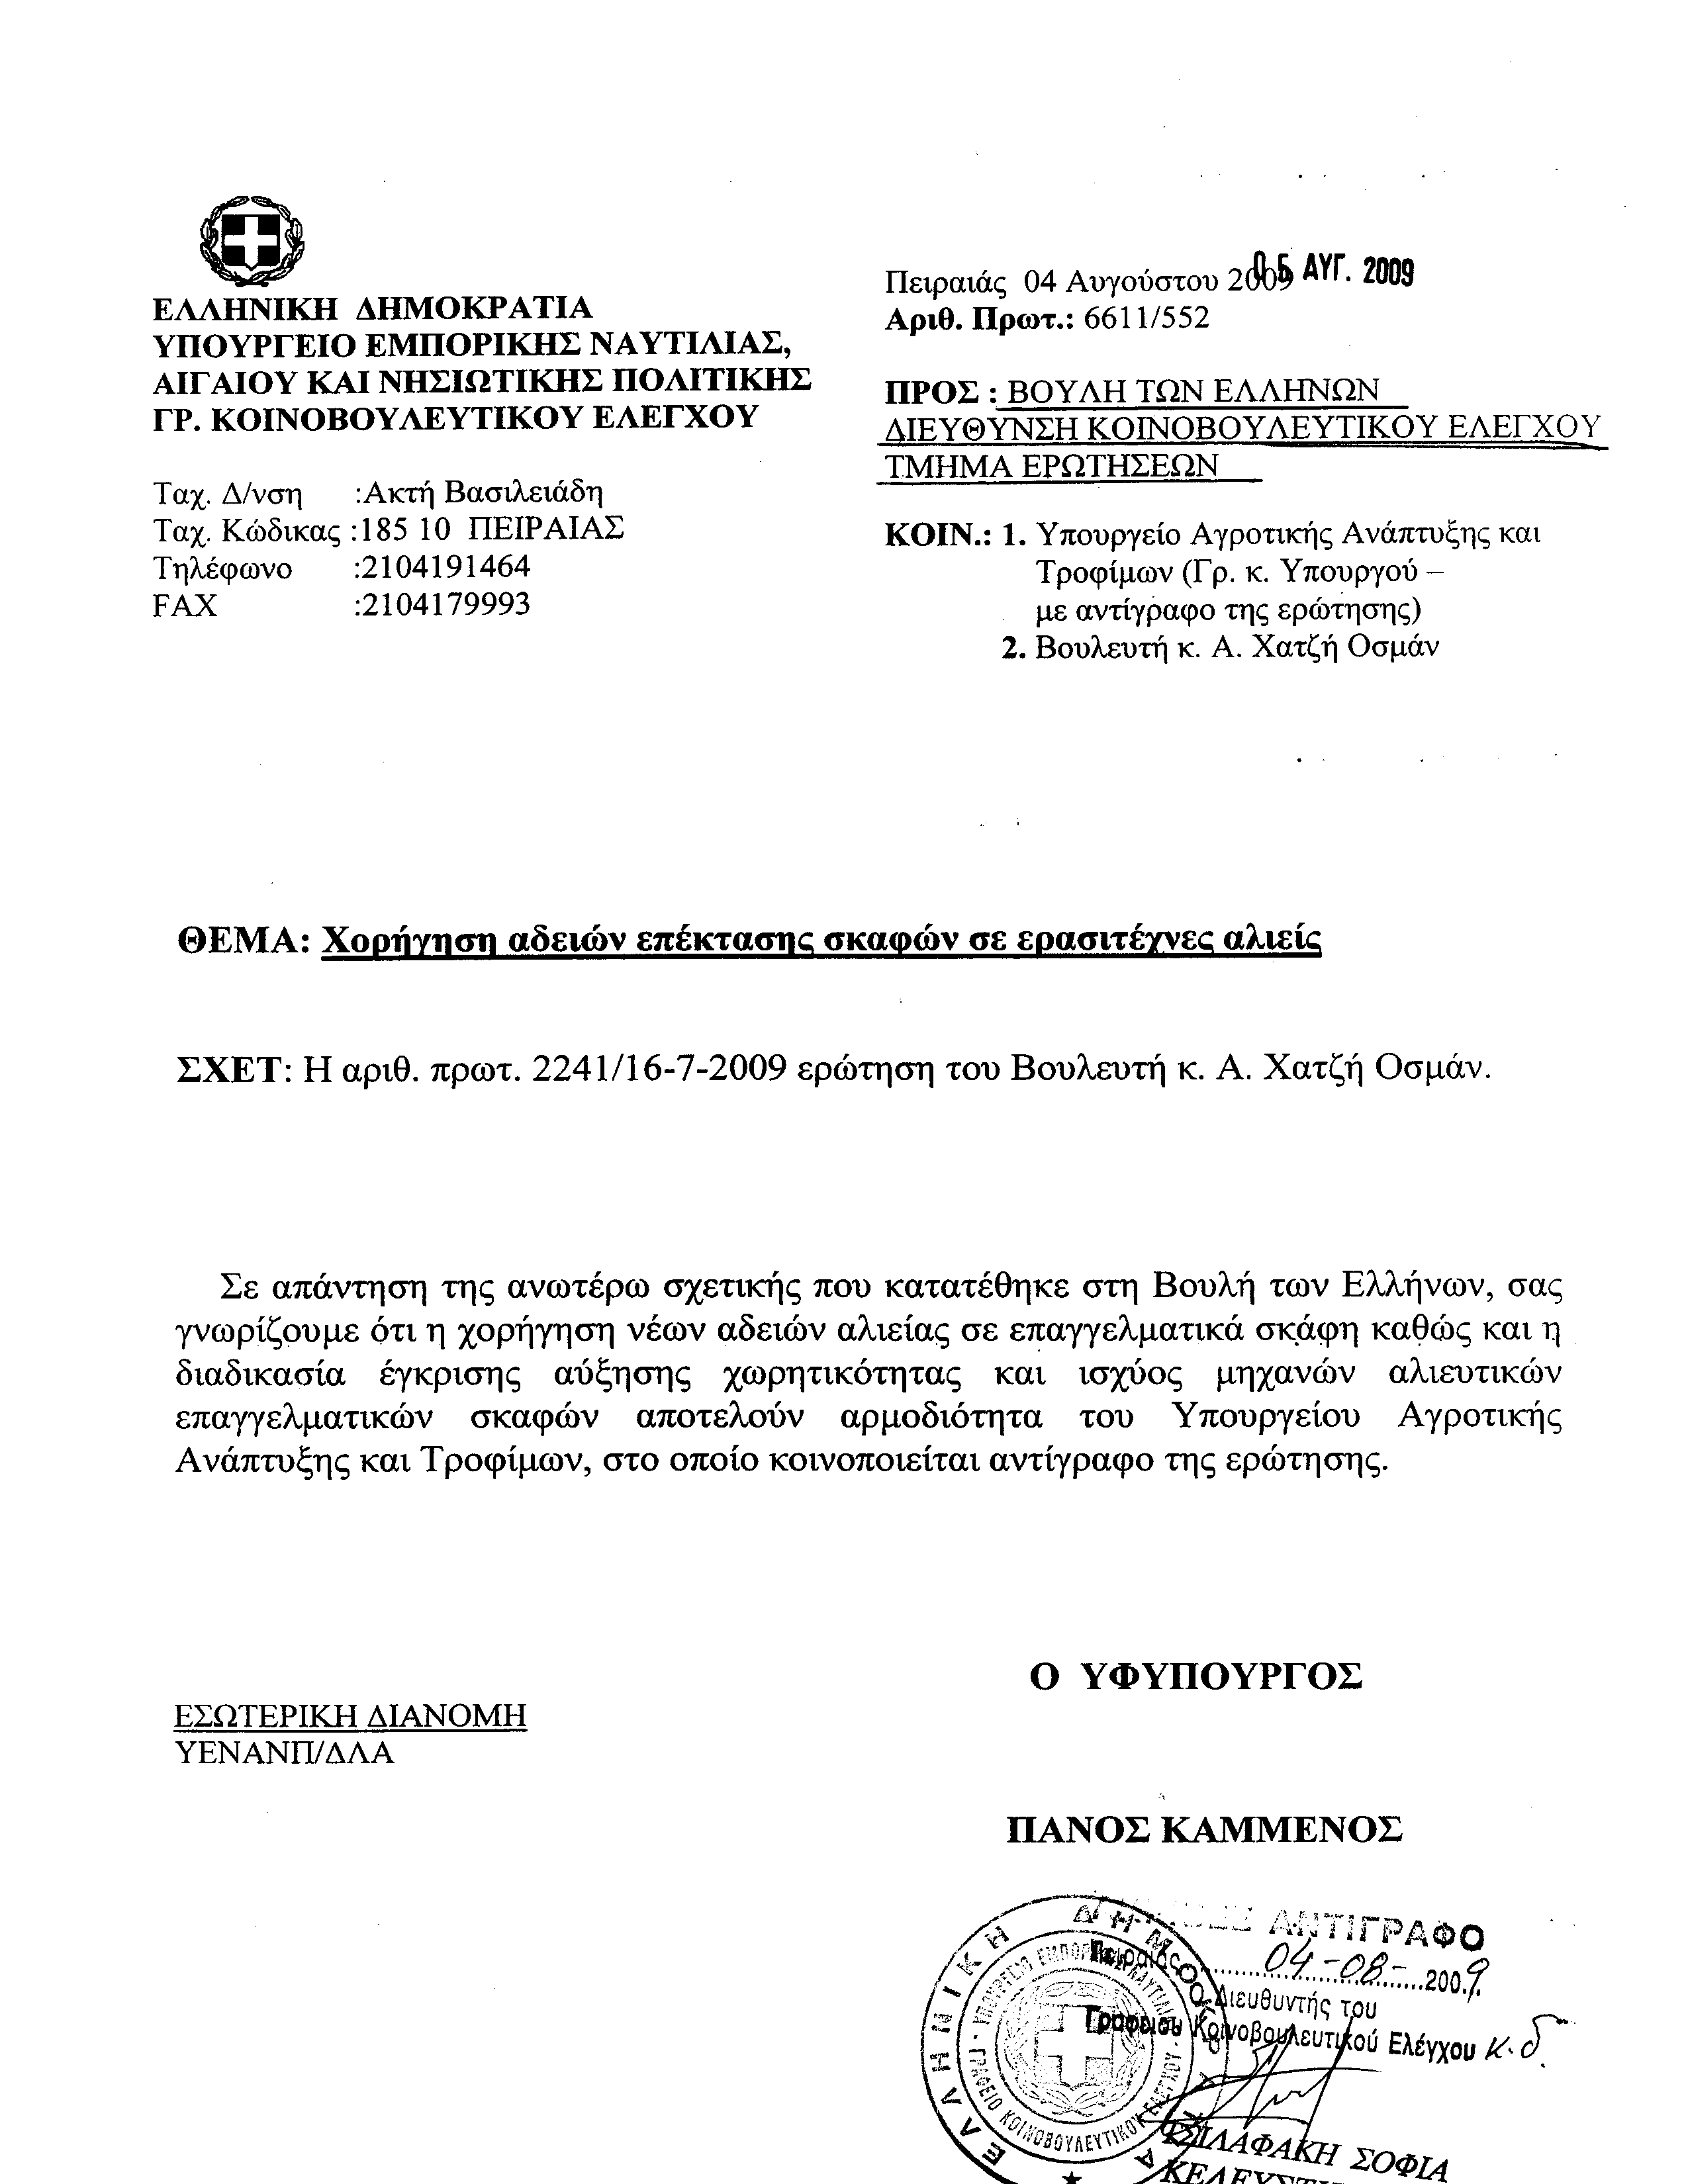 ΕΛΛΗΝΙΚΗ ΔΗΜΟΚΡΑΤΙΑ
ΥΠΟΥΡΓΕΙΟ ΕΜΠΟΡΙΚΗΣ ΝΑΥΤΙΛΙΑΣ,
ΑΙΓΑΙΟΥ ΚΑΙ ΝΗΣΙΩΤΙΚΗΣ ΠΟΛΙΤΙΚΗΣ
ΓΡ. ΚΟΙΝΟΒΟΥΛΕΥΤΙΚΟΥ ΕΛΕΓΧΟΥ
Ταχ. Δ/νση :Ακτή Βασιλειάδη
Ταχ. Κώδικας :185 10 ΠΕΙΡΑΙΑΣ
Τηλέφωνο :2104191464
FAX :2104179993
Πειραιάς 04 Αυγούστου 2009
05 ΑΥΓ. 2009
Αριθ. Πρωτ.: 6611/552
ΠΡΟΣ : ΒΟΥΛΗ ΤΩΝ ΕΛΛΗΝΩΝ
ΔΙΕΥΘΥΝΣΗ ΚΟΙΝΟΒΟΥΛΕΥΤΙΚΟΥ ΕΛΕΓΧΟΥ
ΤΜΗΜΑ ΕΡΩΤΗΣΕΩΝ
ΚΟΙΝ.: 1. Υπουργείο Αγροτικής Ανάπτυξης και
Τροφίμων (Γρ. κ. Υπουργού –
με αντίγραφο της ερώτησης)
2. Βουλευτή κ. Α. Χατζή Οσμάν
ΘΕΜΑ: Χορήγηση αδειών επέκτασης σκαφών σε ερασιτέχνες αλιείς
ΣΧΕΤ: Η αριθ. πρωτ. 2241/16-7-2009 ερώτηση του Βουλευτή κ. Α. Χατζή Οσμάν.
Σε απάντηση της ανωτέρω σχετικής που κατατέθηκε στη Βουλή των Ελλήνων, σας
γνωρίζουμε ότι η χορήγηση νέων αδειών αλιείας σε επαγγελματικά σκάφη καθώς και η
διαδικασία έγκρισης αύξησης χωρητικότητας και ισχύος μηχανών αλιευτικών
επαγγελματικών σκαφών αποτελούν αρμοδιότητα του Υπουργείου Αγροτικής
Ανάπτυξης και Τροφίμων, στο οποίο κοινοποιείται αντίγραφο της ερώτησης.
Ο ΥΦΥΠΟΥΡΓΟΣ
ΕΣΩΤΕΡΙΚΗ ΔΙΑΝΟΜΗ
ΥΕΝΑΝΠ/ΔΛΑ
ΠΑΝΟΣ ΚΑΜΜΕΝΟΣ
ΑΝΤΙΓΡΑΦΟ
Πειραιάς 04-08-2009
Ο Διευθυντής του
Γραφείου Κοινοβουλευτικού Ελέγχου κ.δ.
ΕΛΛΗΝΙΚΗ ΔΗΜΟΚΡΑΤΙΑ
ΓΡΑΦΕΙΟ ΚΟΙΝΟΒΟΥΛΕΥΤΙΚΟΥ ΕΛΕΓΧΟΥ
ΣΟΦΙΑ